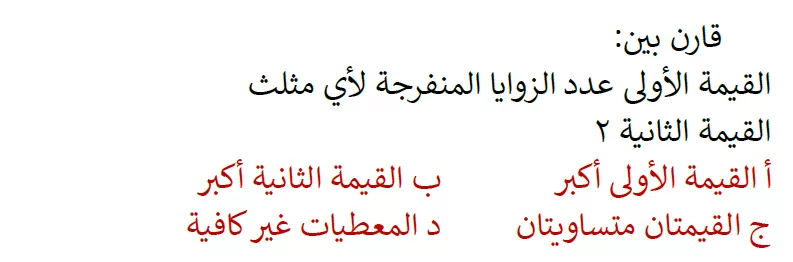 قارن بين:
القيمة الأولى عدد الزوايا المنفرجة لأي مثلث
القيمة الثانية ٢
أ القيمة الأولى أكبر ب القيمة الثانية أكبر
ج القيمتان متساويتان د المعطيات غير كافية